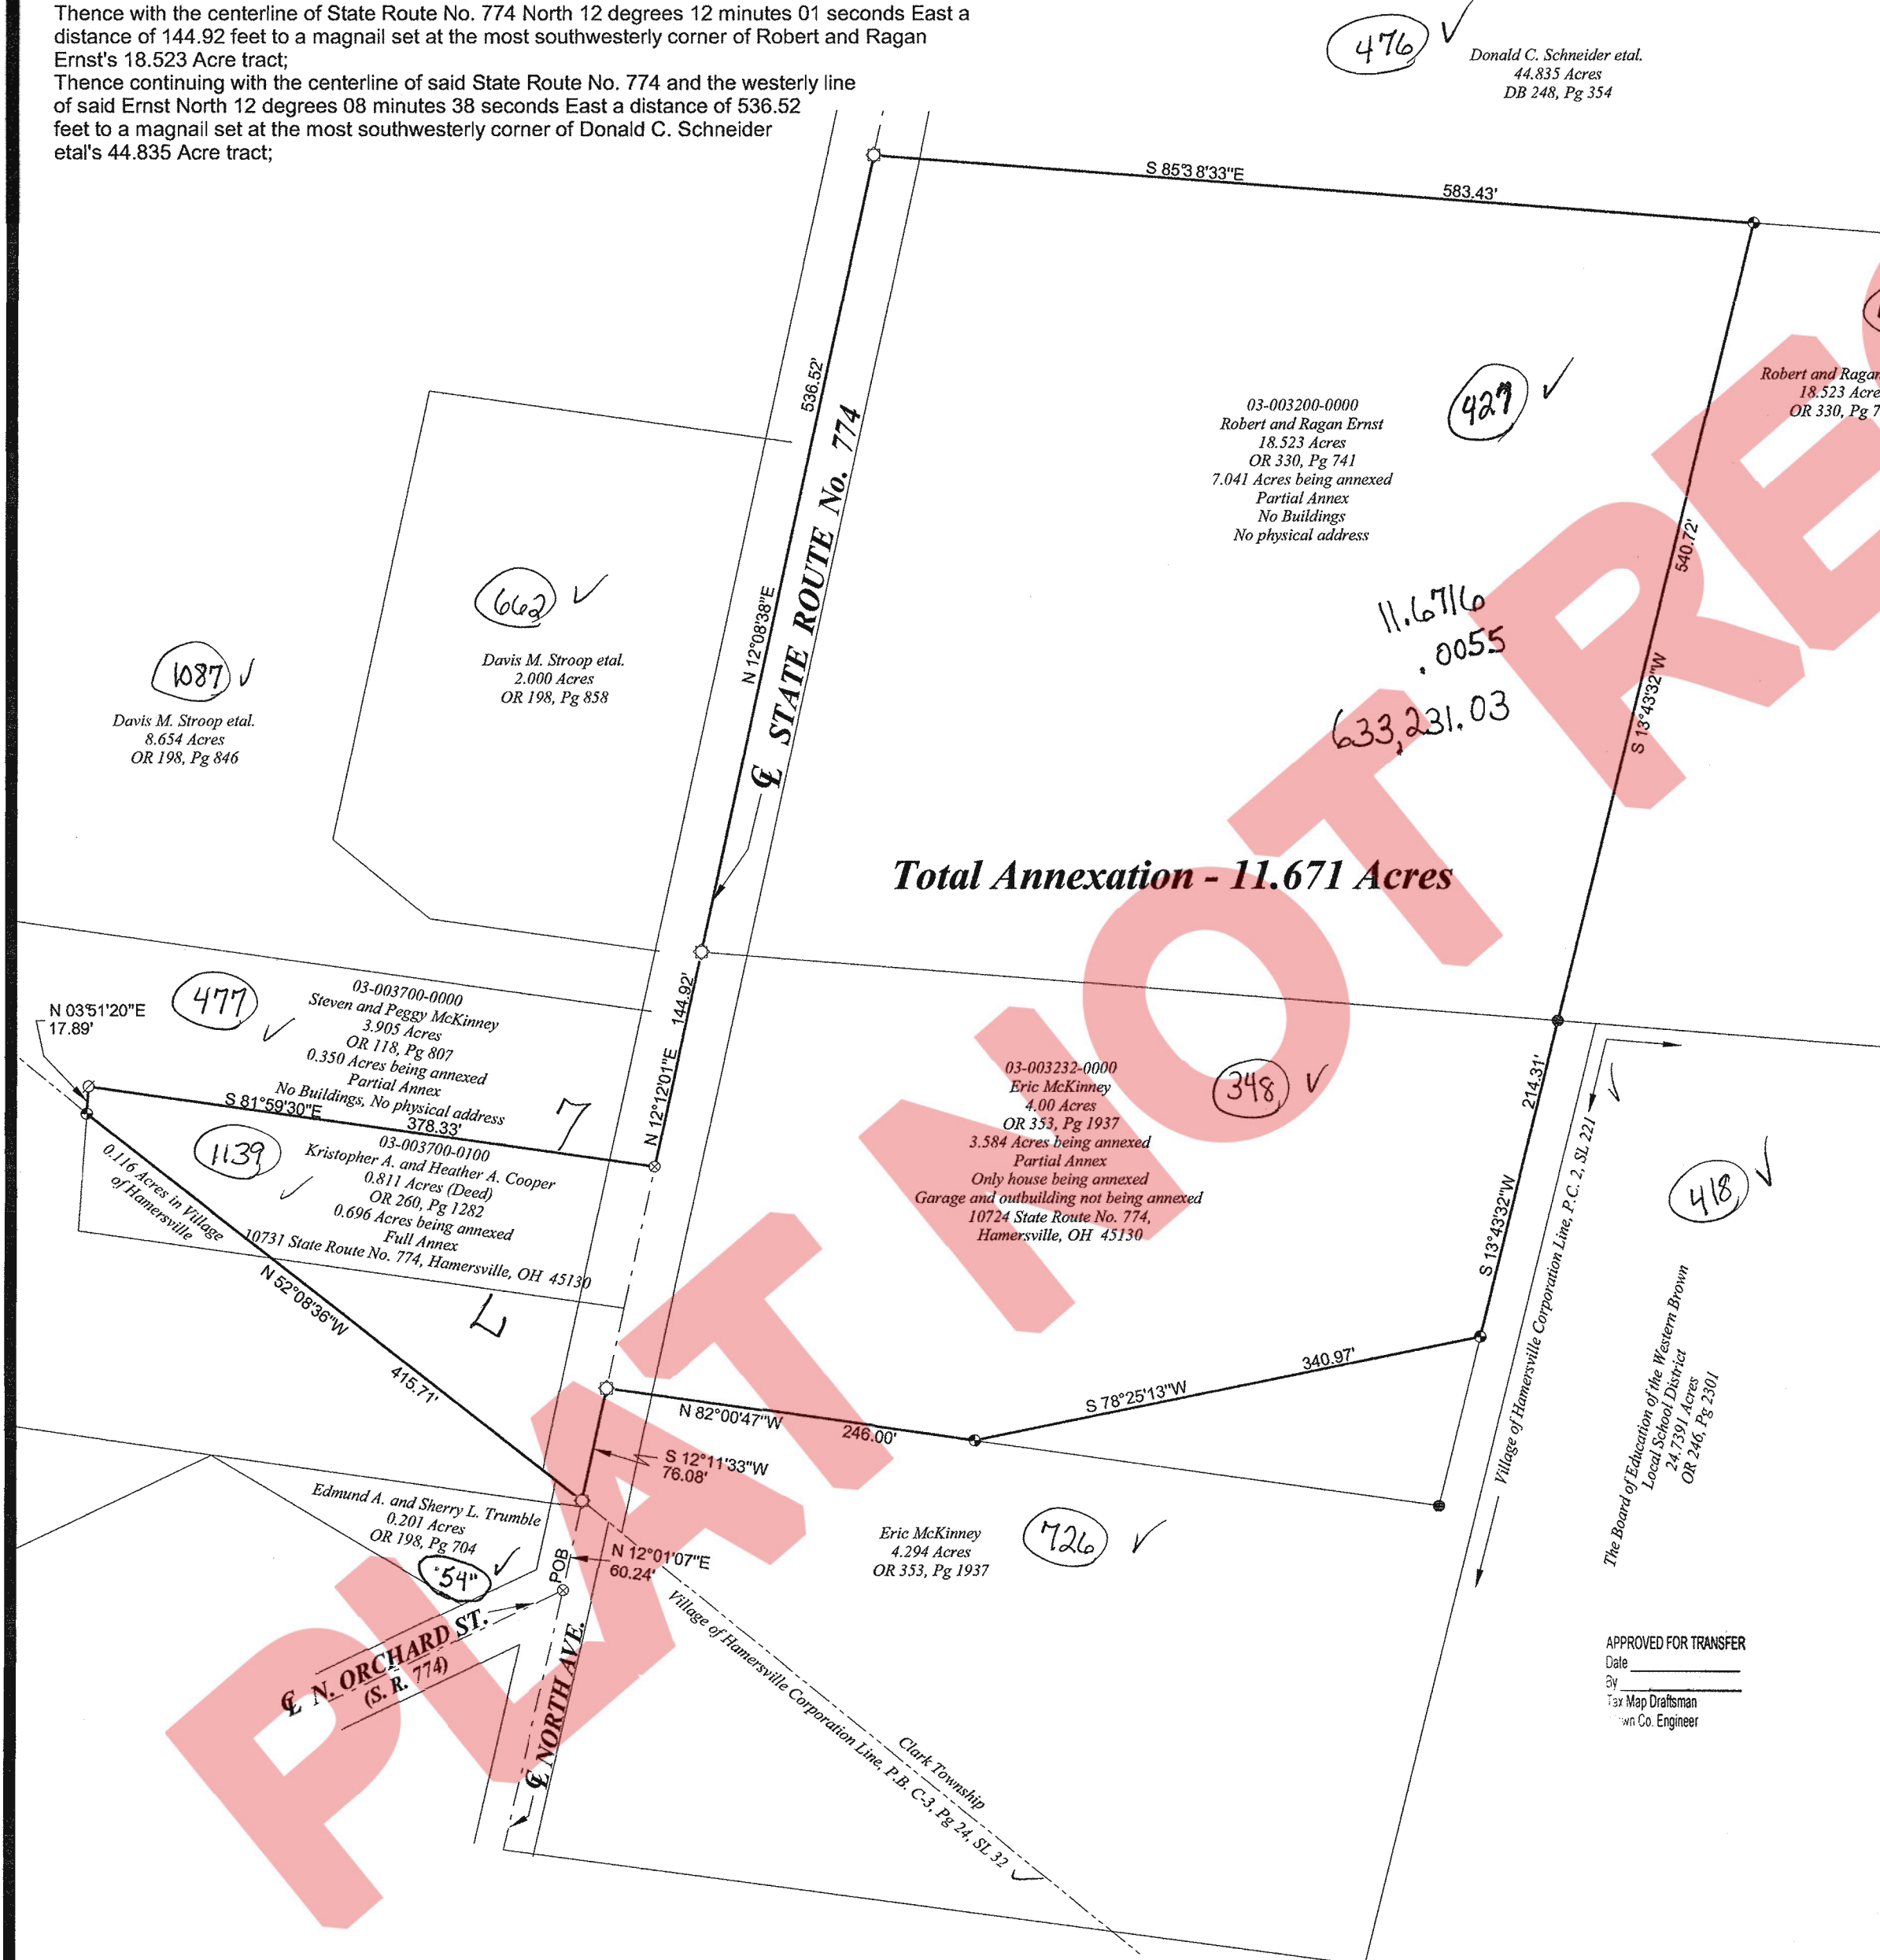 Thence with the centerline of State Route No. 774 North 12 degrees 12 minutes 01 seconds East a
distance of 144.92 feet to a magnail set at the most southwesterly corner of Robert and Ragan
Ernst's 18.523 Acre tract;
Thence continuing with the centerline of said State Route No. 774 and the westerly line
of said Ernst North 12 degrees 08 minutes 38 seconds East a distance of 536.52
feet to a magnail set at the most southwesterly corner of Donald C. Schneider
etal's 44.835 Acre tract;
476
Donald C. Schneider etal.
44.835 Acres
DB 248, Pg 354
S 85°38'33"E
583.43'
536.52'
N 12°08'38"E
℄ STATE ROUTE No. 774
03-003200-0000
Robert and Ragan Ernst
18.523 Acres
OR 330, Pg 741
7.041 Acres being annexed
Partial Annex
No Buildings
No physical address
427
Robert and Ragan
18.523 Acre
OR 330, Pg 7
540.72'
S 13°43'32"W
11.6716
.0055
633,231.03
662
Davis M. Stroop etal.
2.000 Acres
OR 198, Pg 858
1087
Davis M. Stroop etal.
8.654 Acres
OR 198, Pg 846
Total Annexation - 11.671 Acres
N 03°51'20"E
17.89'
477
03-003700-0000
Steven and Peggy McKinney
3.905 Acres
OR 118, Pg 807
0.350 Acres being annexed
Partial Annex
No Buildings, No physical address
S 81°59'30"E
378.33'
144.92'
N 12°12'01"E
1139
03-003700-0100
Kristopher A. and Heather A. Cooper
0.811 Acres (Deed)
OR 260, Pg 1282
0.696 Acres being annexed
Full Annex
10731 State Route No. 774, Hamersville, OH 45130
0.116 Acres in Village
of Hamersville
N 52°08'36"W
415.71'
03-003232-0000
Eric McKinney
4.00 Acres
OR 353, Pg 1937
3.584 Acres being annexed
Partial Annex
Only house being annexed
Garage and outbuilding not being annexed
10724 State Route No. 774,
Hamersville, OH 45130
348
214.31'
S 13°43'32"W
Village of Hamersville Corporation Line, P.C. 2, SL 221
418
The Board of Education of the Western Brown
Local School District
24.7391 Acres
OR 246, Pg 2301
340.97'
S 78°25'13"W
N 82°00'47"W
246.00'
S 12°11'33"W
76.08'
Edmund A. and Sherry L. Trumble
0.201 Acres
OR 198, Pg 704
54
POB
N 12°01'07"E
60.24'
Eric McKinney
4.294 Acres
OR 353, Pg 1937
726
℄ N. ORCHARD ST.
(S. R. 774)
℄ NORTH AVE.
Village of Hamersville Corporation Line, P.B. C-3, Pg 24, SL 32
Clark Township
APPROVED FOR TRANSFER
Date
By
Tax Map Draftsman
wn Co. Engineer
PLAT NOT REC